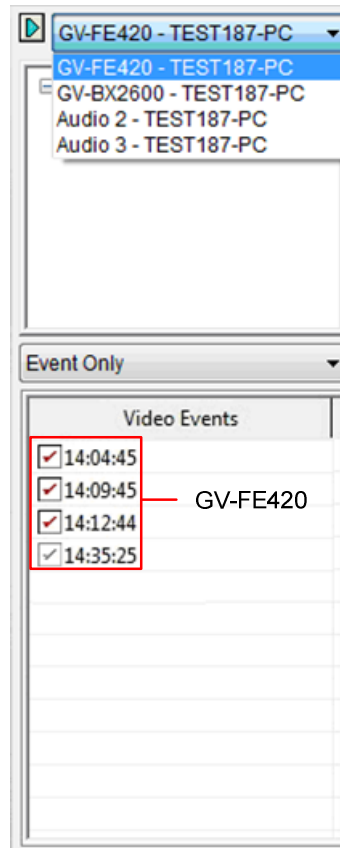 GV-FE420 - TEST187-PC
GV-FE420 - TEST187-PC
GV-BX2600 - TEST187-PC
Audio 2 - TEST187-PC
Audio 3 - TEST187-PC
Event Only
Video Events
14:04:45
14:09:45
GV-FE420
14:12:44
14:35:25